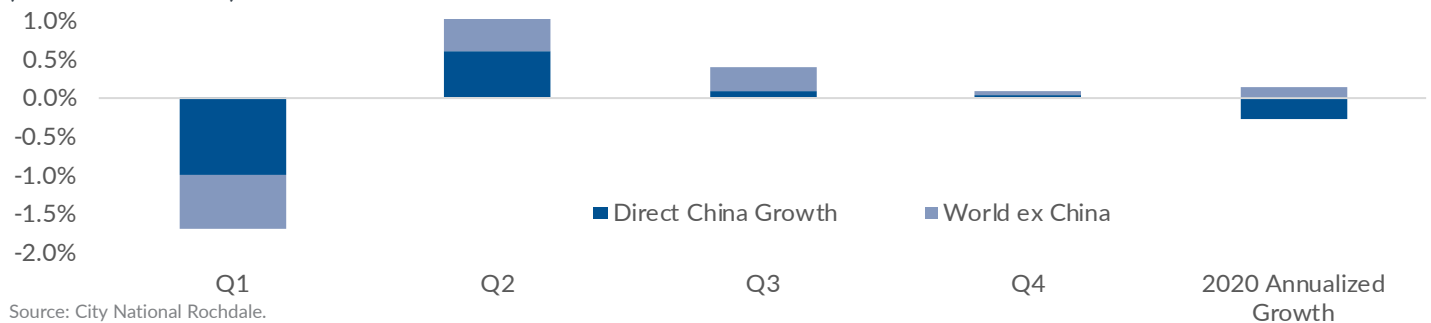 1.0%
0.5%
0.0%
-0.5%
-1.0%
-1.5%
-2.0%
Direct China Growth
World ex China
Q1
Q2
Q3
Q4
2020 Annualized
Growth
Source: City National Rochdale.